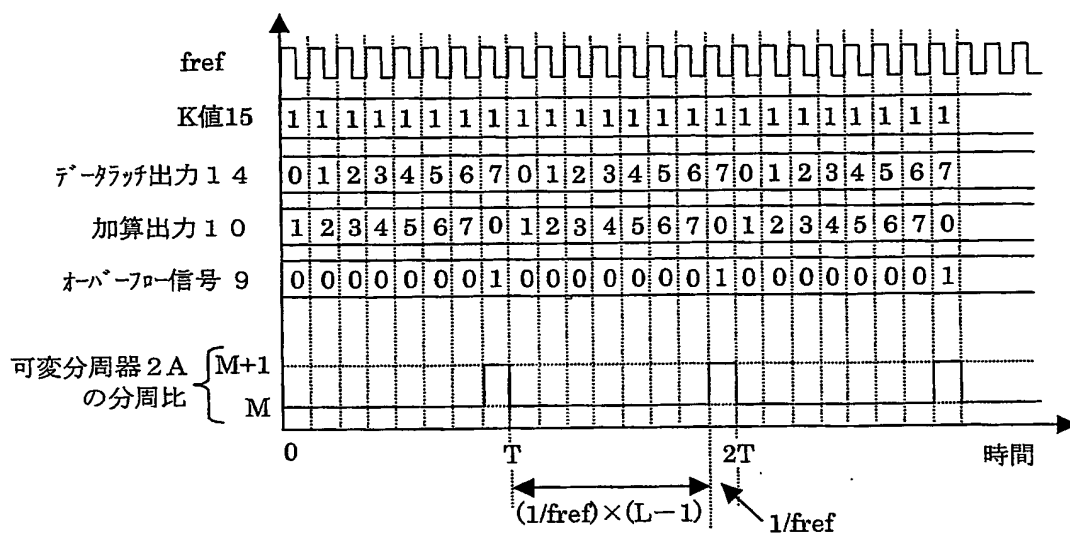 fref
K値15 1 1 1 1 1 1 1 1 1 1 1 1 1 1 1 1 1 1 1 1 1 1 1 1
データラッチ出力14 0 1 2 3 4 5 6 7 0 1 2 3 4 5 6 7 0 1 2 3 4 5 6 7
加算出力10 1 2 3 4 5 6 7 0 1 2 3 4 5 6 7 0 1 2 3 4 5 6 7 0
オーバーフロー信号9 0 0 0 0 0 0 0 1 0 0 0 0 0 0 0 1 0 0 0 0 0 0 0 1
可変分周器2A M+1
の分周比
M
0 T 2T 時間
(1/fref)×(L−1)
1/fref